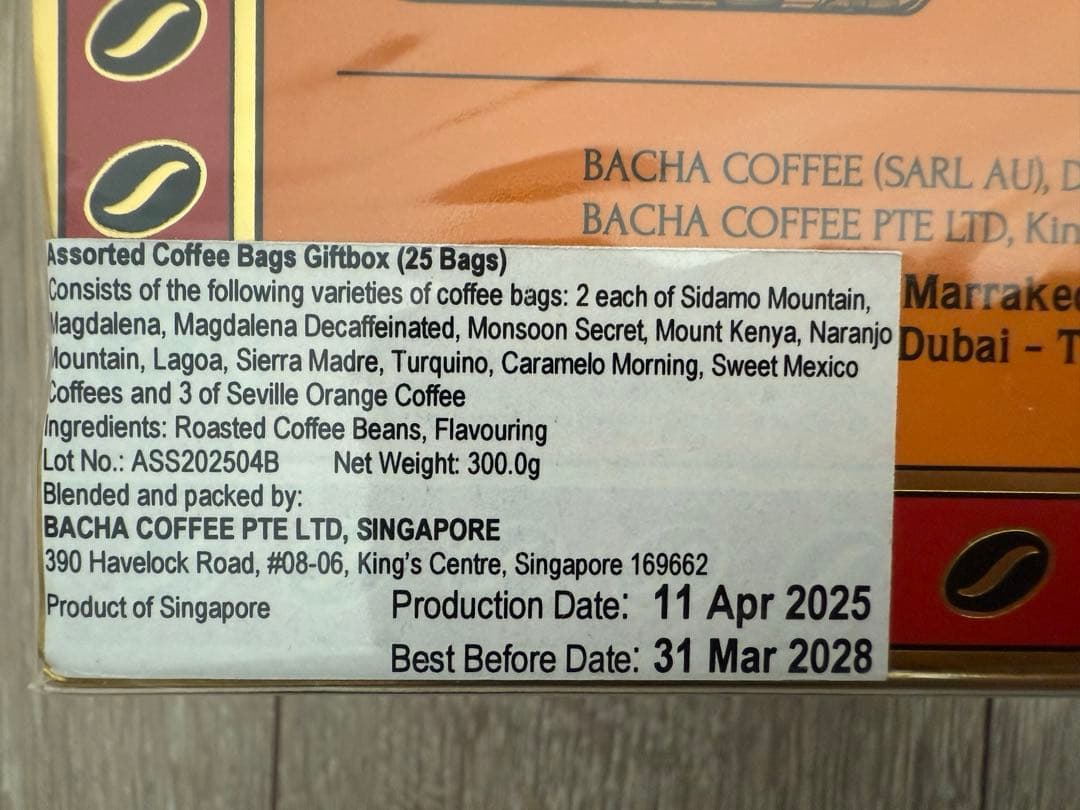 BACHA COFFEE (SARL AU), D
BACHA COFFEE PTE LTD, Kin
Marrake
Dubai - T
Assorted Coffee Bags Giftbox (25 Bags)
Consists of the following varieties of coffee bags: 2 each of Sidamo Mountain,
Magdalena, Magdalena Decaffeinated, Monsoon Secret, Mount Kenya, Naranjo
Mountain, Lagoa, Sierra Madre, Turquino, Caramelo Morning, Sweet Mexico
Coffees and 3 of Seville Orange Coffee
Ingredients: Roasted Coffee Beans, Flavouring
Lot No.: ASS202504B Net Weight: 300.0g
Blended and packed by:
BACHA COFFEE PTE LTD, SINGAPORE
390 Havelock Road, #08-06, King's Centre, Singapore 169662
Product of Singapore Production Date: 11 Apr 2025
Best Before Date: 31 Mar 2028